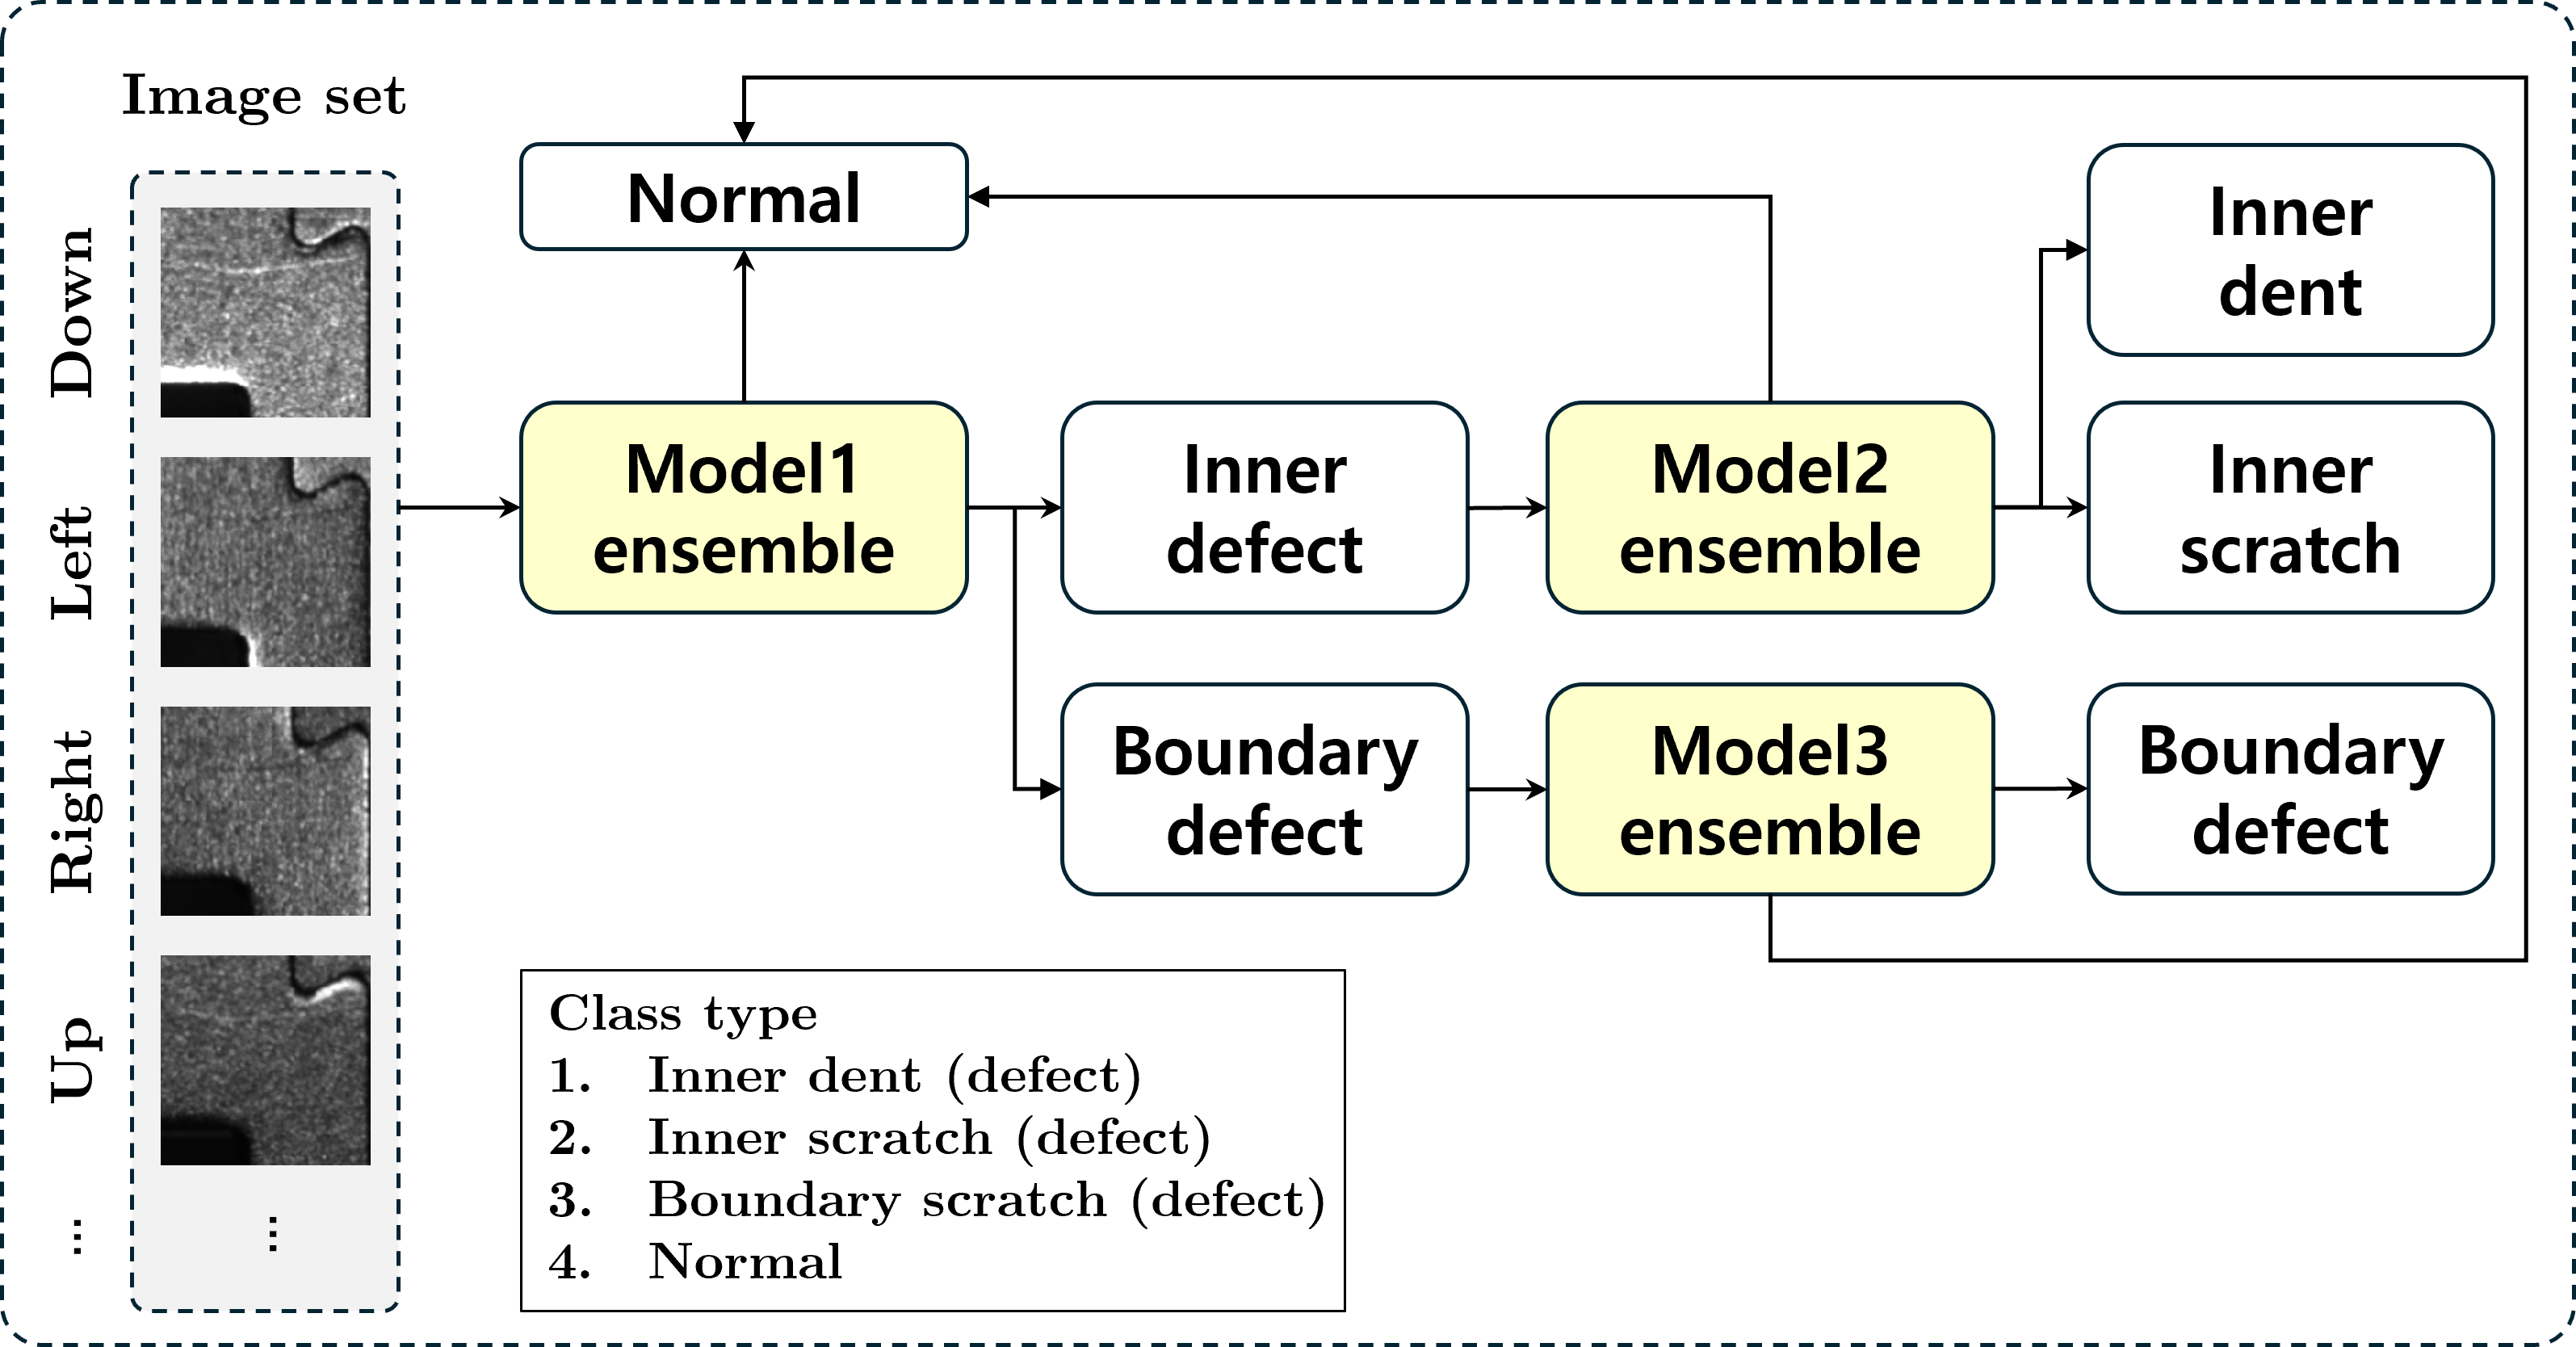 Image set
Down
Left
Right
Up
...
...
Normal
Model1
ensemble
Inner
defect
Model2
ensemble
Inner
dent
Inner
scratch
Boundary
defect
Model3
ensemble
Boundary
defect
Class type
1. Inner dent (defect)
2. Inner scratch (defect)
3. Boundary scratch (defect)
4. Normal